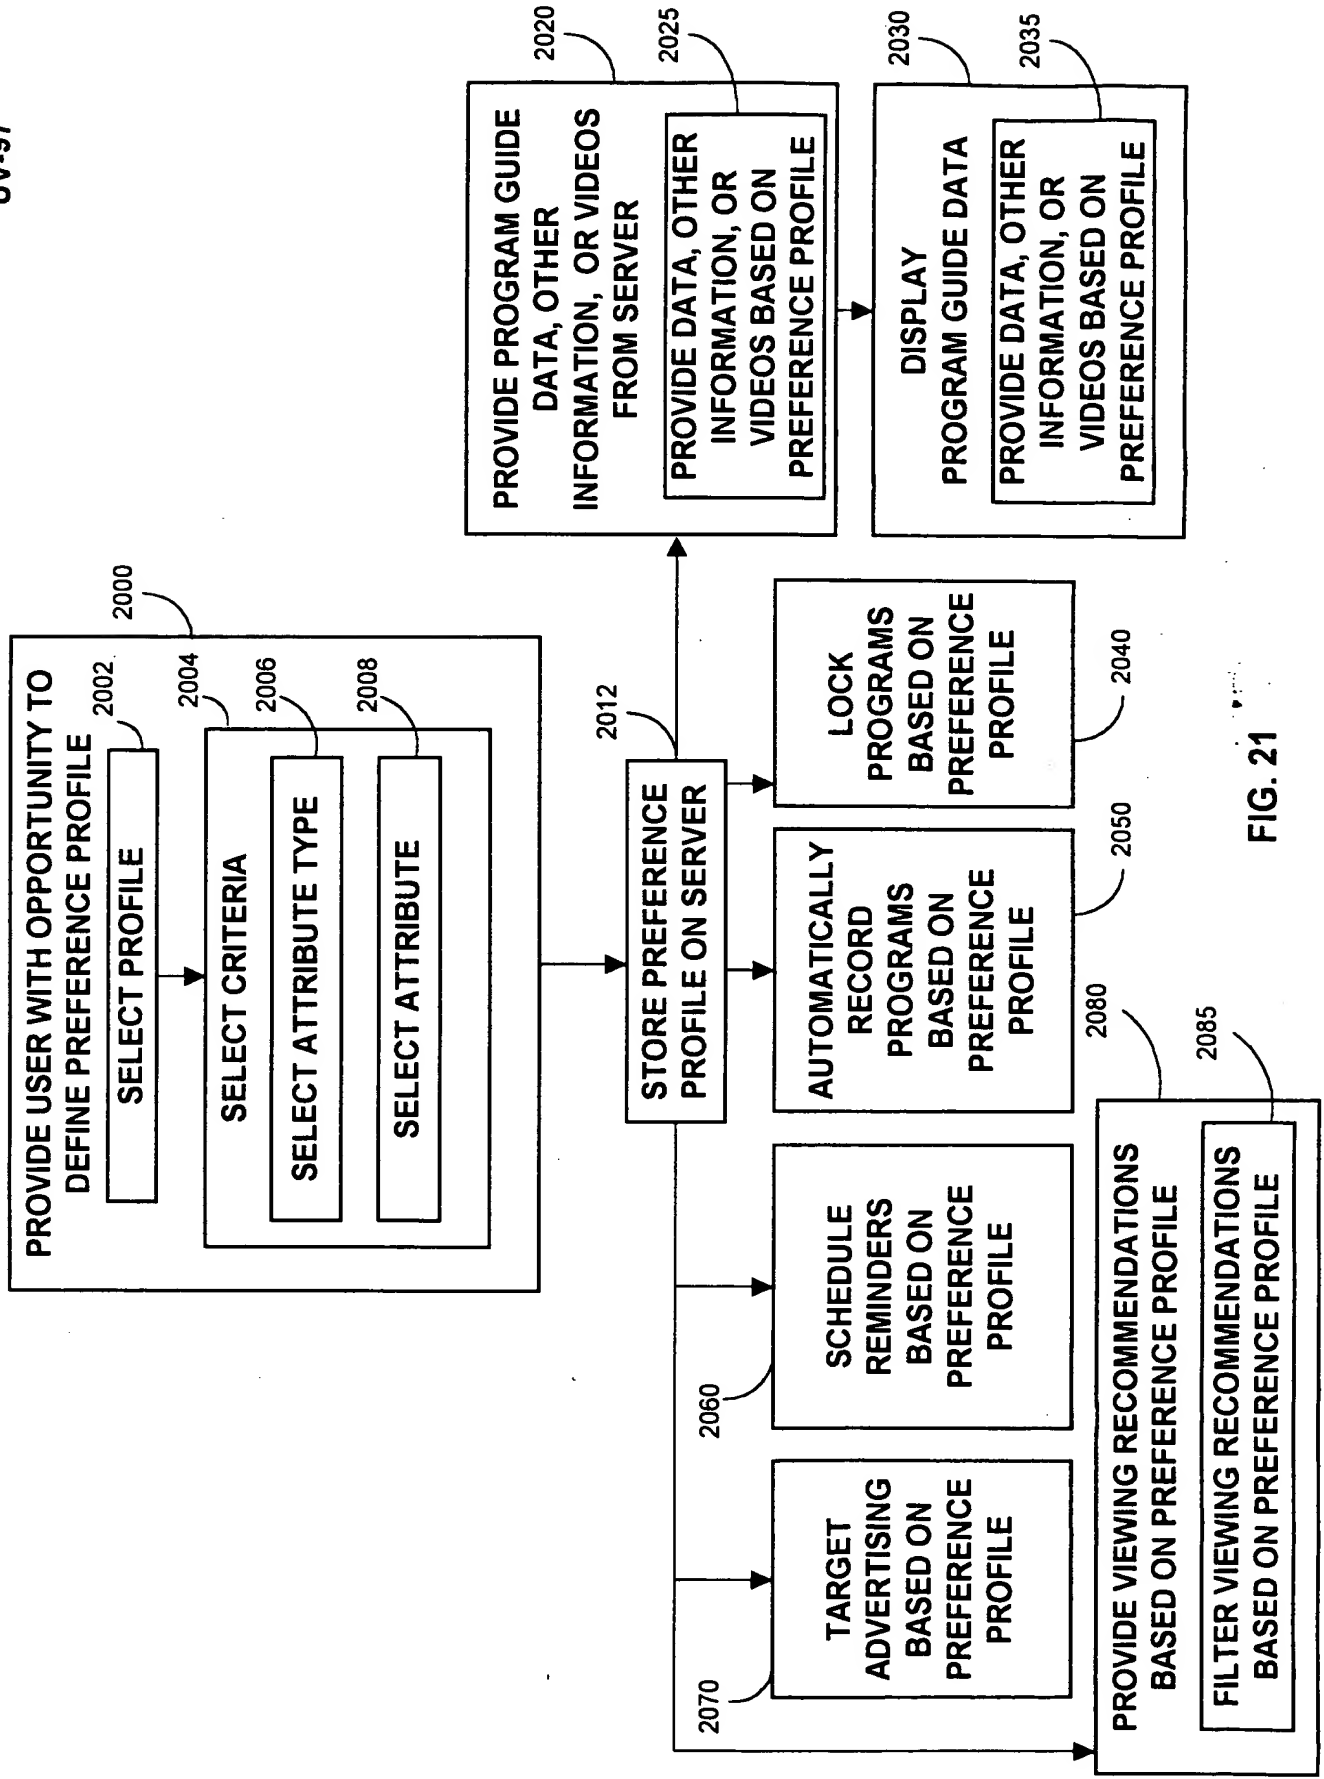 UV-97
PROVIDE USER WITH OPPORTUNITY TO
DEFINE PREFERENCE PROFILE
2000
SELECT PROFILE
2002
SELECT CRITERIA
2004
SELECT ATTRIBUTE TYPE
2006
SELECT ATTRIBUTE
2008
STORE PREFERENCE
PROFILE ON SERVER
2012
PROVIDE PROGRAM GUIDE
DATA, OTHER
INFORMATION, OR VIDEOS
FROM SERVER
2020
PROVIDE DATA, OTHER
INFORMATION, OR
VIDEOS BASED ON
PREFERENCE PROFILE
2025
DISPLAY
PROGRAM GUIDE DATA
2030
PROVIDE DATA, OTHER
INFORMATION, OR
VIDEOS BASED ON
PREFERENCE PROFILE
2035
TARGET
ADVERTISING
BASED ON
PREFERENCE
PROFILE
2070
SCHEDULE
REMINDERS
BASED ON
PREFERENCE
PROFILE
2060
AUTOMATICALLY
RECORD
PROGRAMS
BASED ON
PREFERENCE
PROFILE
2050
LOCK
PROGRAMS
BASED ON
PREFERENCE
PROFILE
2040
PROVIDE VIEWING RECOMMENDATIONS
BASED ON PREFERENCE PROFILE
2080
FILTER VIEWING RECOMMENDATIONS
BASED ON PREFERENCE PROFILE
2085
FIG. 21